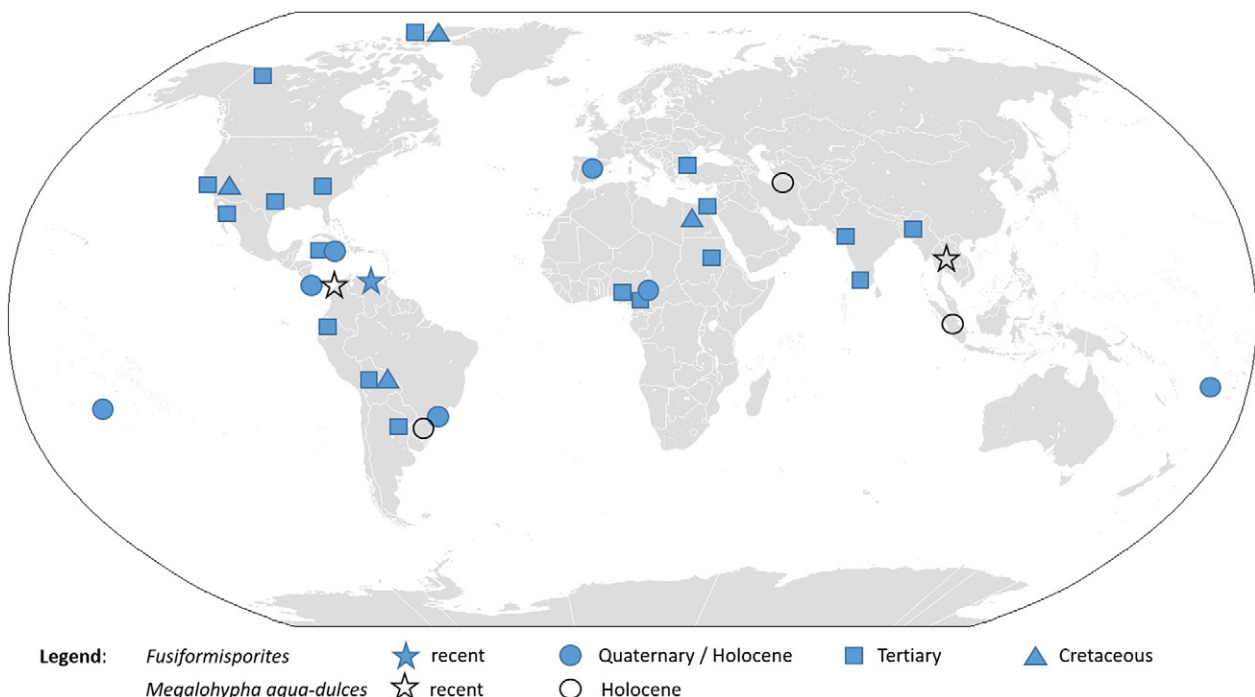 Legend: Fusiformisporites recent Quaternary / Holocene Tertiary Cretaceous
Megalohypha aqua-dulces recent Holocene